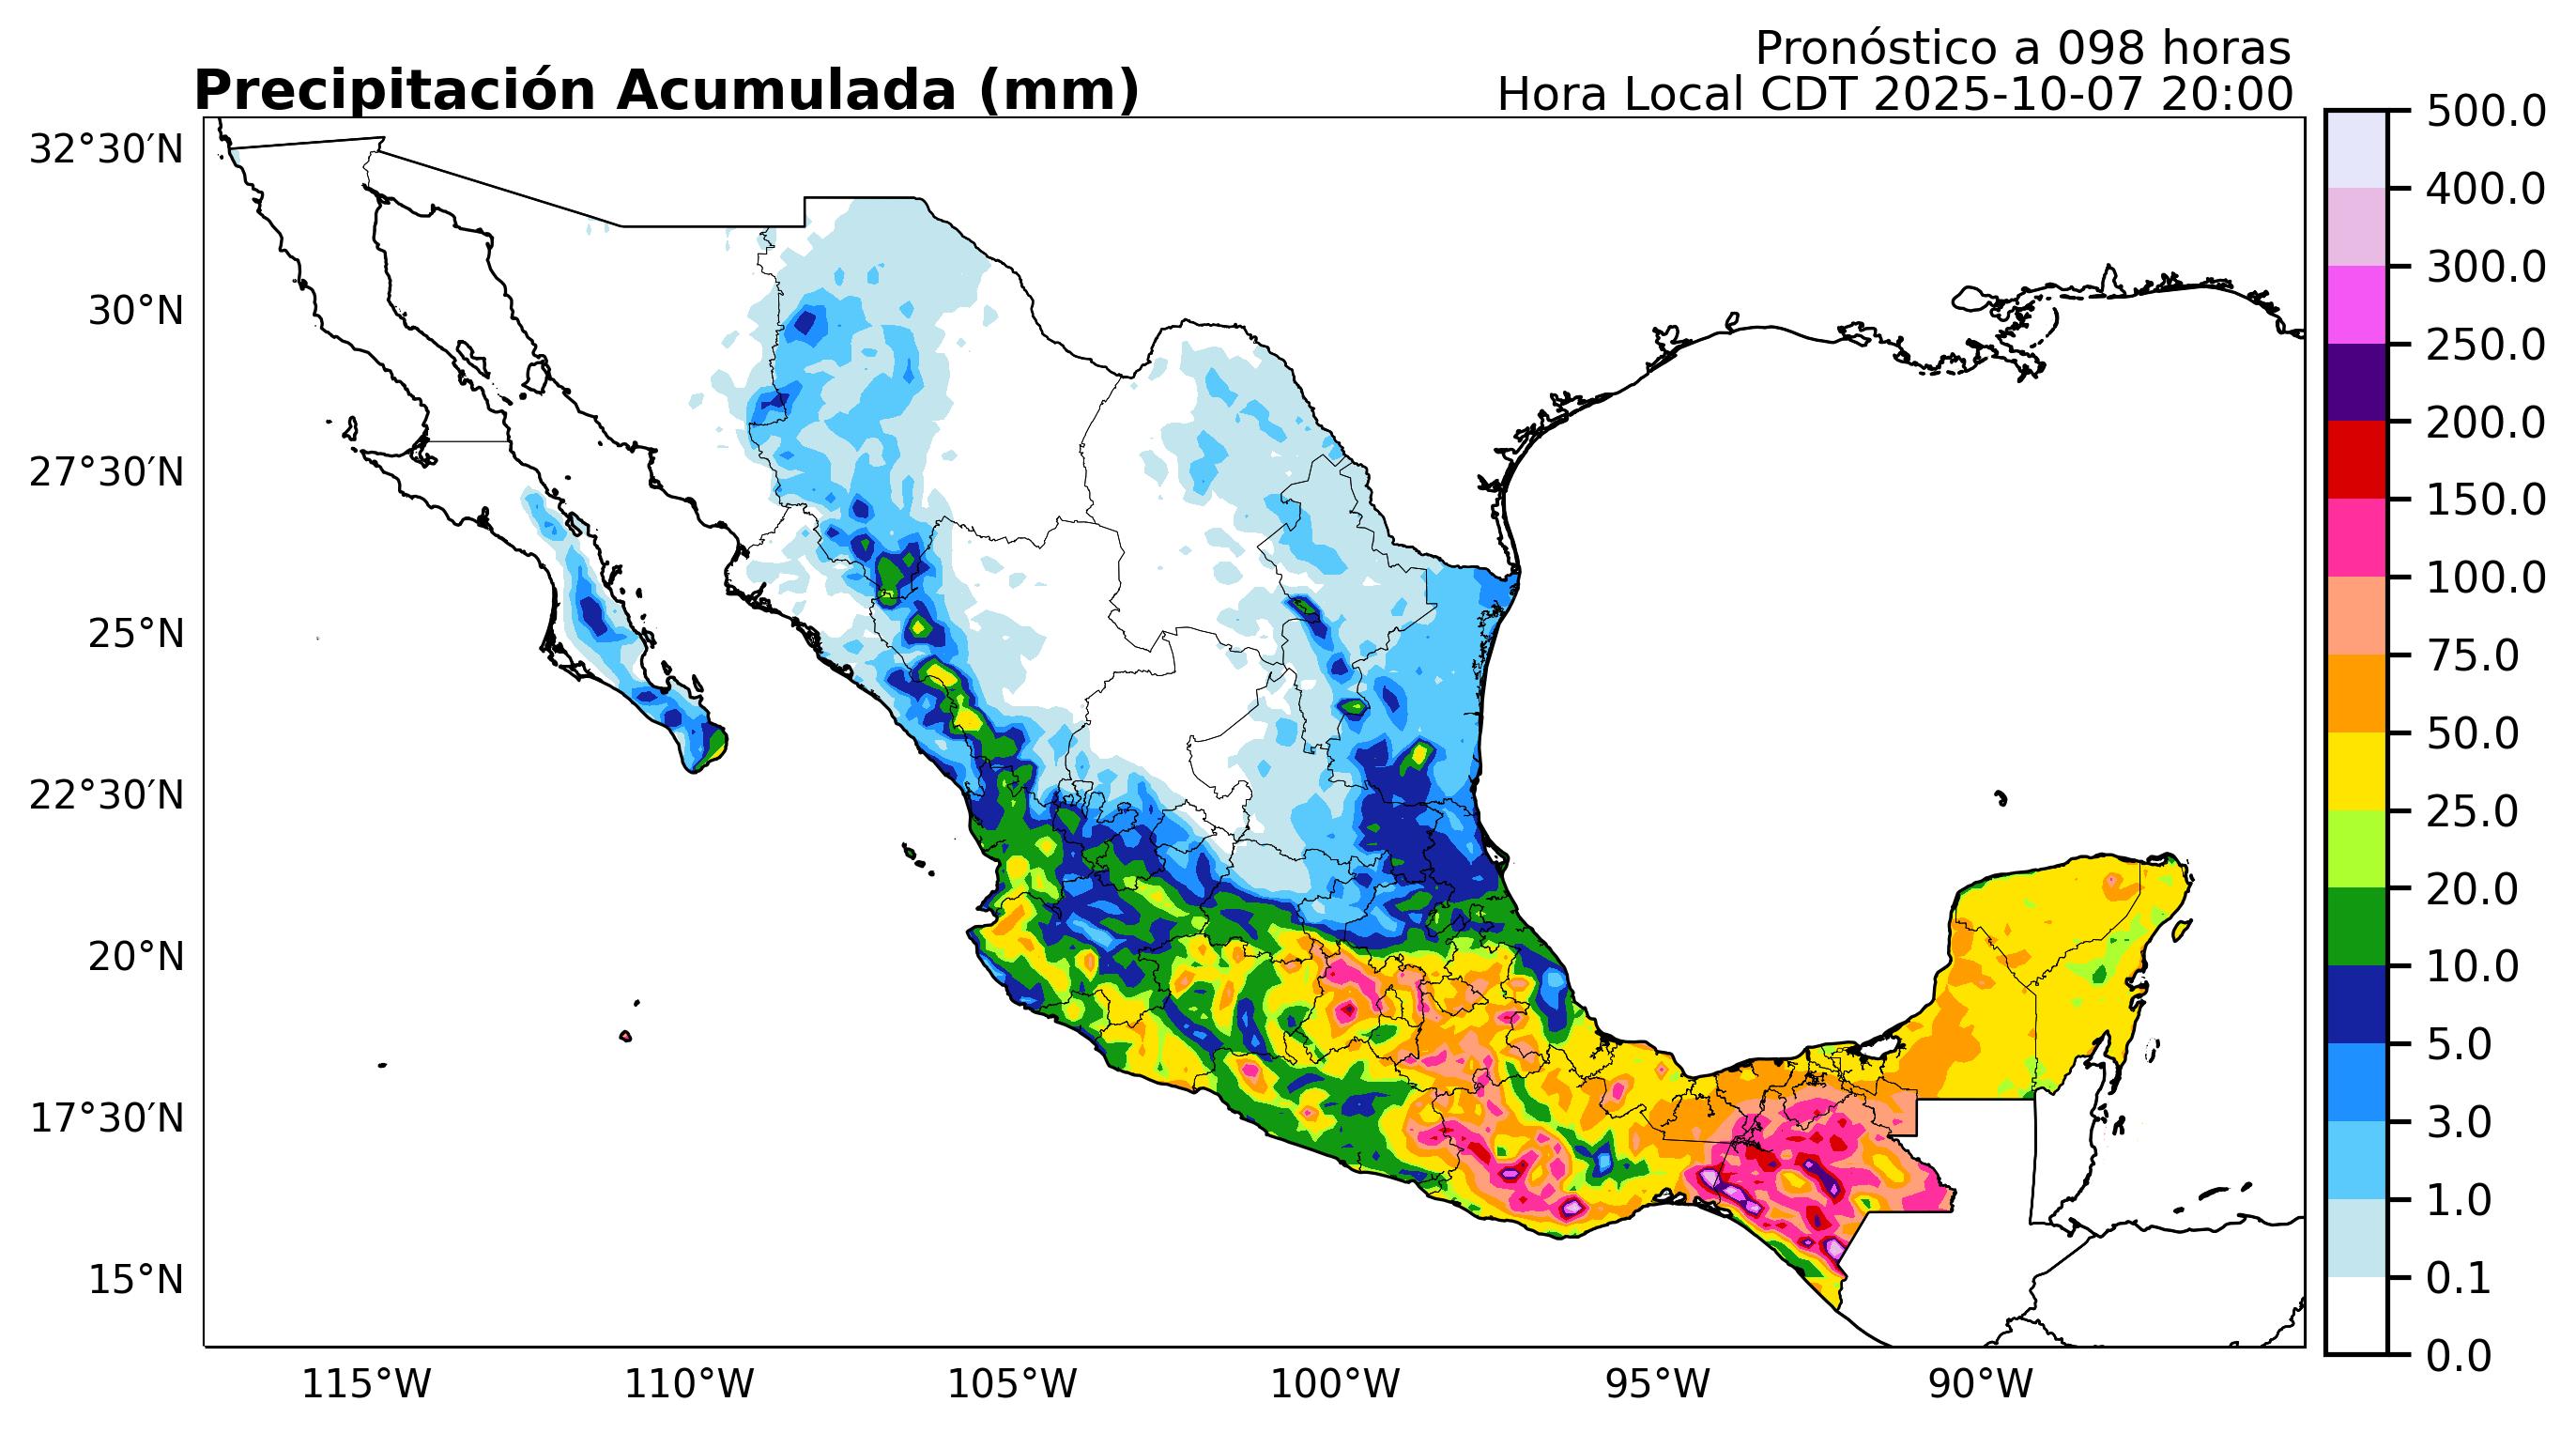 Pronóstico a 098 horas
Precipitación Acumulada (mm)
Hora Local CDT 2025-10-07 20:00
32°30′N
30°N
27°30′N
25°N
22°30′N
20°N
17°30′N
15°N
115°W
110°W
105°W
100°W
95°W
90°W
500.0
400.0
300.0
250.0
200.0
150.0
100.0
75.0
50.0
25.0
20.0
10.0
5.0
3.0
1.0
0.1
0.0